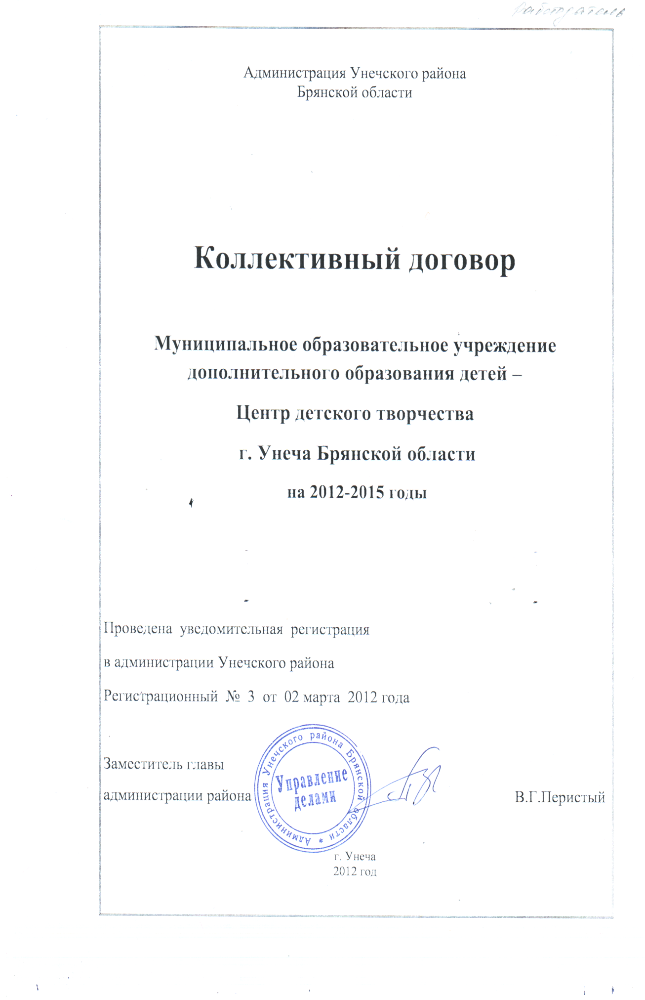 Работодатель
Администрация Унечского района
Брянской области
Коллективный договор
Муниципальное образовательное учреждение
дополнительного образования детей –
Центр детского творчества
г. Унеча Брянской области
на 2012-2015 годы
Проведена уведомительная регистрация
в администрации Унечского района
Регистрационный № 3 от 02 марта 2012 года
Заместитель главы
администрации района
В.Г.Перистый
Администрация Унечского района Брянской области *
Управление
делами
г. Унеча
2012 год